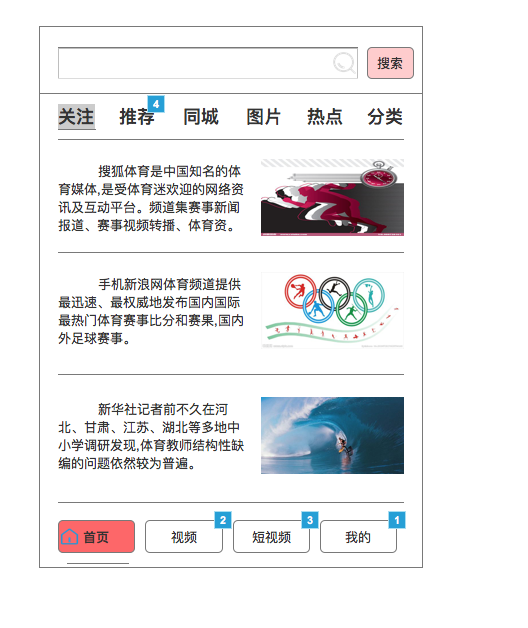 搜索
关注 推荐 4 同城 图片 热点 分类
搜狐体育是中国知名的体
育媒体,是受体育迷欢迎的网络资
讯及互动平台。频道集赛事新闻
报道、赛事视频转播、体育资。
手机新浪网体育频道提供
最迅速、最权威地发布国内国际
最热门体育赛事比分和赛果,国内
外足球赛事。
新华社记者前不久在河
北、甘肃、江苏、湖北等多地中
小学调研发现,体育教师结构性缺
编的问题依然较为普遍。
首页 视频 2 短视频 3 我的 1